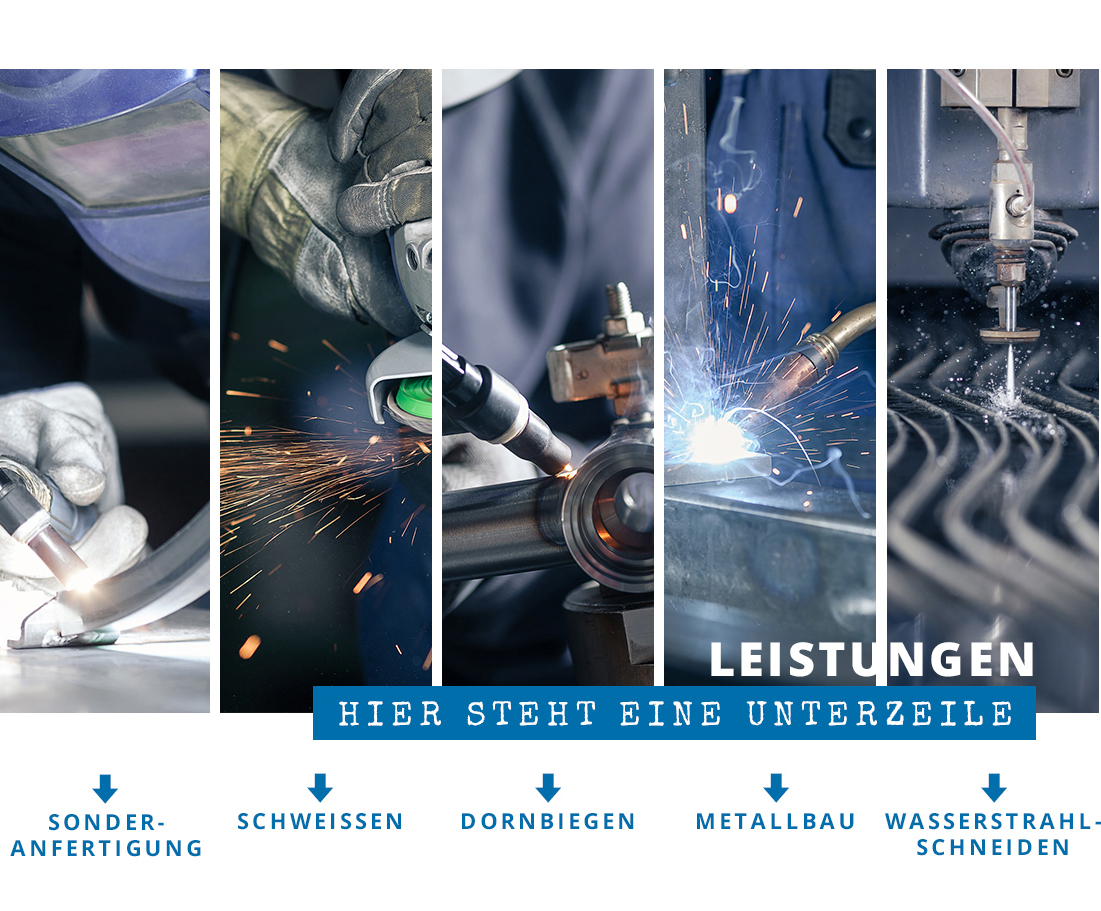 LEISTUNGEN
HIER STEHT EINE UNTERZEILE
SONDER-
ANFERTIGUNG
SCHWEISSEN
DORNBIEGEN
METALLBAU
WASSERSTRAHL-
SCHNEIDEN